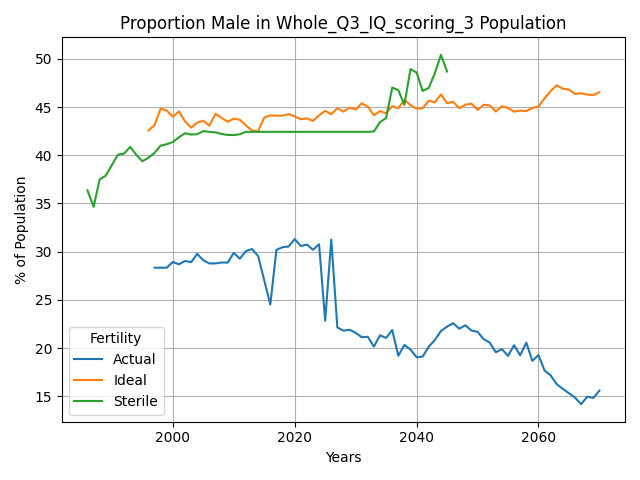 Proportion Male in Whole_Q3_IQ_scoring_3 Population
% of Population
50
45
40
35
30
25
20
15
Fertility
Actual
Ideal
Sterile
2000
2020
2040
2060
Years